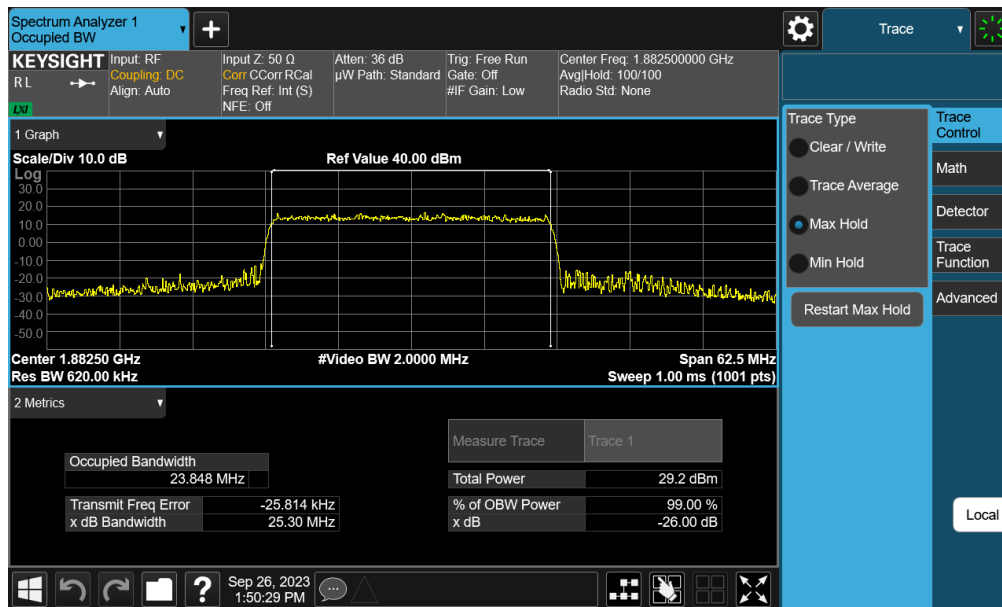 Spectrum Analyzer 1
Occupied BW
Trace
KEYSIGHT
R L
LXI
Input: RF
Coupling: DC
Align: Auto
Input Z: 50 Ω
Corr CCorr RCal
Freq Ref: Int (S)
NFE: Off
Atten: 36 dB
µW Path: Standard
Trig: Free Run
Gate: Off
#IF Gain: Low
Center Freq: 1.882500000 GHz
Avg|Hold: 100/100
Radio Std: None
1 Graph
Scale/Div 10.0 dB
Ref Value 40.00 dBm
Log
30.0
20.0
10.0
0.00
-10.0
-20.0
-30.0
-40.0
-50.0
Center 1.88250 GHz
#Video BW 2.0000 MHz
Span 62.5 MHz
Res BW 620.00 kHz
Sweep 1.00 ms (1001 pts)
2 Metrics
Measure Trace Trace 1
Occupied Bandwidth
23.848 MHz
Total Power 29.2 dBm
Transmit Freq Error -25.814 kHz
% of OBW Power 99.00 %
x dB Bandwidth 25.30 MHz
x dB -26.00 dB
Trace Type
Clear / Write
Trace Average
Max Hold
Min Hold
Restart Max Hold
Trace
Control
Math
Detector
Trace
Function
Advanced
Local
?
Sep 26, 2023
1:50:29 PM